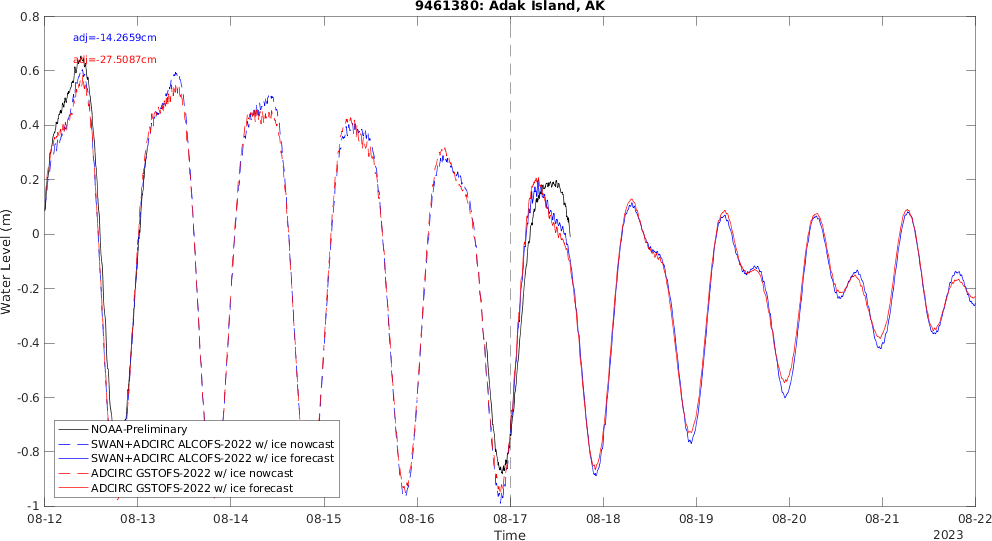 9461380: Adak Island, AK
adj=-14.2659cm
adj=-27.5087cm
0.8
0.6
0.4
0.2
0
-0.2
-0.4
-0.6
-0.8
-1
Water Level (m)
NOAA-Preliminary
SWAN+ADCIRC ALCOFS-2022 w/ ice nowcast
SWAN+ADCIRC ALCOFS-2022 w/ ice forecast
ADCIRC GSTOFS-2022 w/ ice nowcast
ADCIRC GSTOFS-2022 w/ ice forecast
08-12 08-13 08-14 08-15 08-16 08-17 08-18 08-19 08-20 08-21 08-22
Time
2023